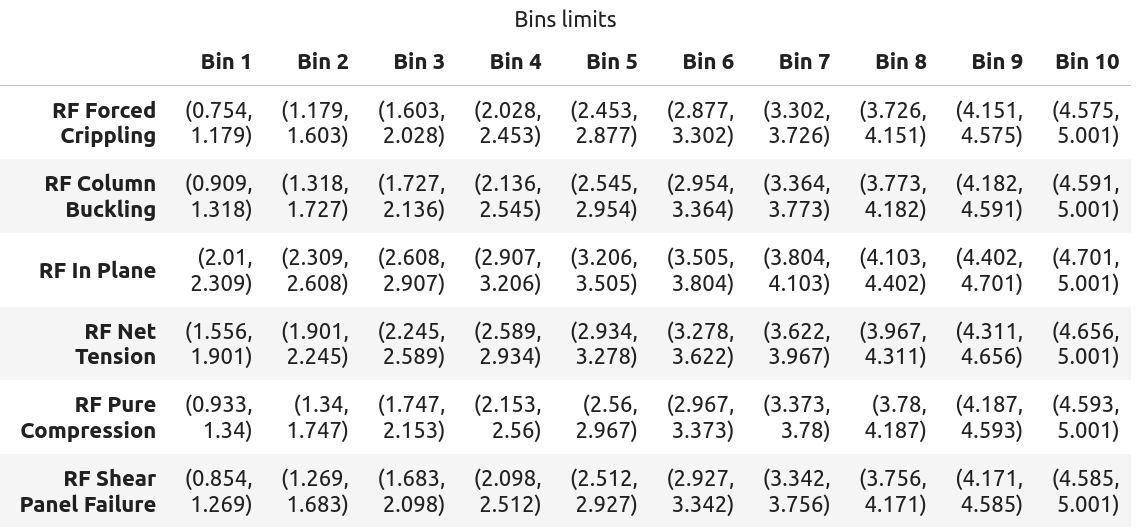 Bins limits
Bin 1 Bin 2 Bin 3 Bin 4 Bin 5 Bin 6 Bin 7 Bin 8 Bin 9 Bin 10
RF Forced (0.754, (1.179, (1.603, (2.028, (2.453, (2.877, (3.302, (3.726, (4.151, (4.575,
Crippling 1.179) 1.603) 2.028) 2.453) 2.877) 3.302) 3.726) 4.151) 4.575) 5.001)
RF Column (0.909, (1.318, (1.727, (2.136, (2.545, (2.954, (3.364, (3.773, (4.182, (4.591,
Buckling 1.318) 1.727) 2.136) 2.545) 2.954) 3.364) 3.773) 4.182) 4.591) 5.001)
(2.01, (2.309, (2.608, (2.907, (3.206, (3.505, (3.804, (4.103, (4.402, (4.701,
RF In Plane
2.309) 2.608) 2.907) 3.206) 3.505) 3.804) 4.103) 4.402) 4.701) 5.001)
RF Net (1.556, (1.901, (2.245, (2.589, (2.934, (3.278, (3.622, (3.967, (4.311, (4.656,
Tension 1.901) 2.245) 2.589) 2.934) 3.278) 3.622) 3.967) 4.311) 4.656) 5.001)
RF Pure (0.933, (1.34, (1.747, (2.153, (2.56, (2.967, (3.373, (3.78, (4.187, (4.593,
Compression 1.34) 1.747) 2.153) 2.56) 2.967) 3.373) 3.78) 4.187) 4.593) 5.001)
RF Shear (0.854, (1.269, (1.683, (2.098, (2.512, (2.927, (3.342, (3.756, (4.171, (4.585,
Panel Failure 1.269) 1.683) 2.098) 2.512) 2.927) 3.342) 3.756) 4.171) 4.585) 5.001)